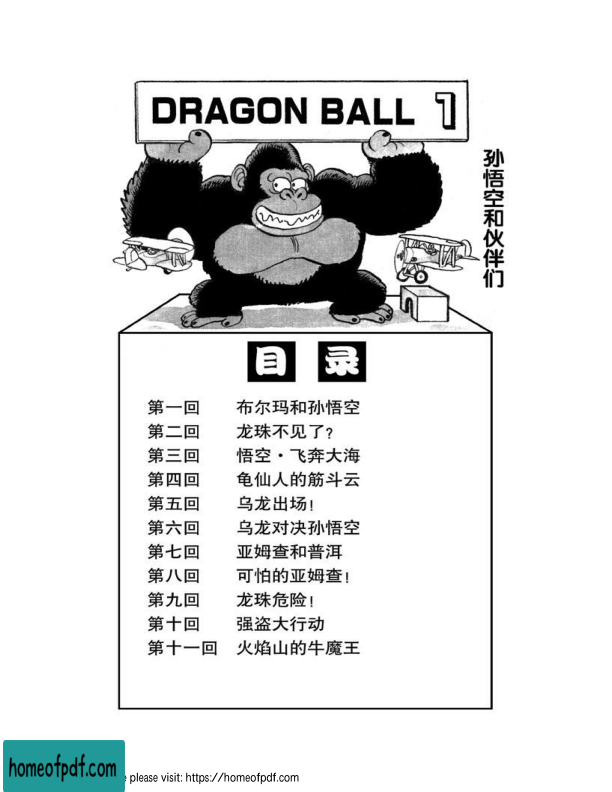 DRAGON BALL 1
孙悟空和伙伴们
目录
第一回 布尔玛和孙悟空
第二回 龙珠不见了?
第三回 悟空·飞奔大海
第四回 龟仙人的筋斗云
第五回 乌龙出场!
第六回 乌龙对决孙悟空
第七回 亚姆查和普洱
第八回 可怕的亚姆查!
第九回 龙珠危险!
第十回 强盗大行动
第十一回 火焰山的牛魔王
homeofpdf.com
please visit: https://homeofpdf.com